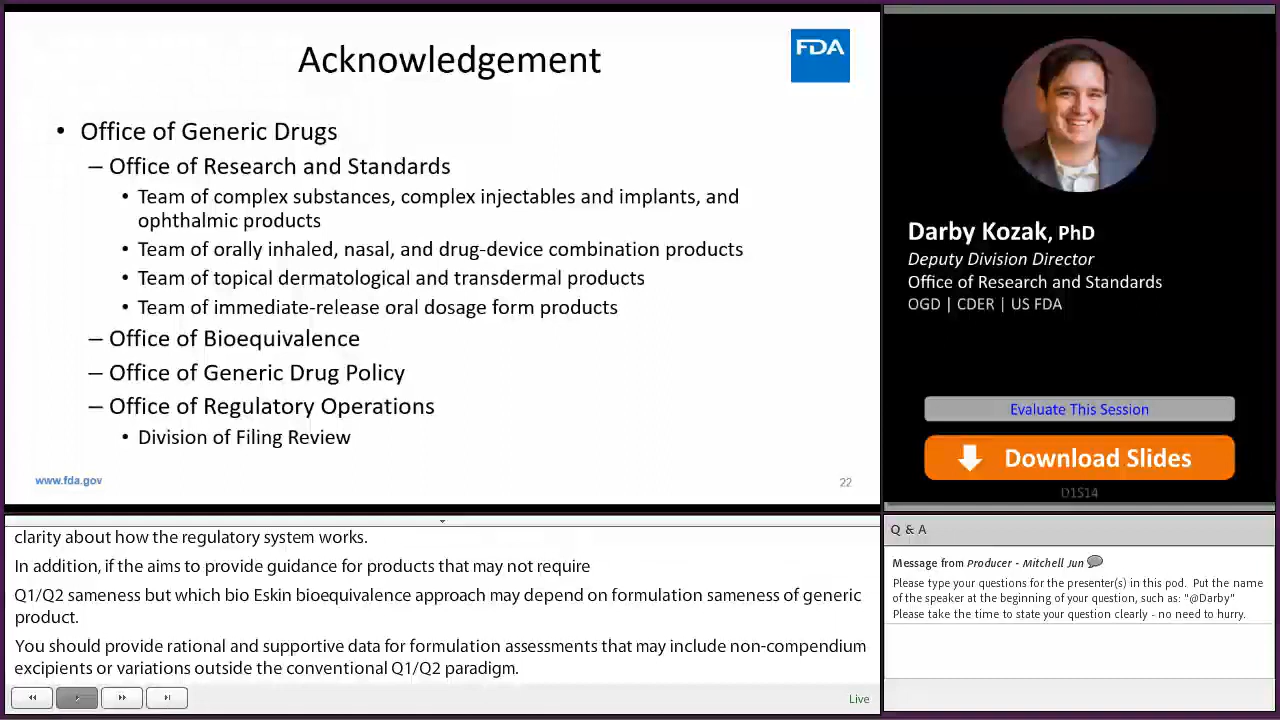 Acknowledgement
FDA
• Office of Generic Drugs
– Office of Research and Standards
• Team of complex substances, complex injectables and implants, and
ophthalmic products
• Team of orally inhaled, nasal, and drug-device combination products
• Team of topical dermatological and transdermal products
• Team of immediate-release oral dosage form products
– Office of Bioequivalence
– Office of Generic Drug Policy
– Office of Regulatory Operations
• Division of Filing Review
www.fda.gov
22
Darby Kozak, PhD
Deputy Division Director
Office of Research and Standards
OGD | CDER | US FDA
Evaluate This Session
Download Slides
D1S14
clarity about how the regulatory system works.
In addition, if the aims to provide guidance for products that may not require
Q1/Q2 sameness but which bio Eskin bioequivalence approach may depend on formulation sameness of generic
product.
You should provide rational and supportive data for formulation assessments that may include non-compendium
excipients or variations outside the conventional Q1/Q2 paradigm.
Live
Q & A
Message from Producer - Mitchell Jun
Please type your questions for the presenter(s) in this pod. Put the name
of the speaker at the beginning of your question, such as: "@Darby"
Please take the time to state your question clearly - no need to hurry.